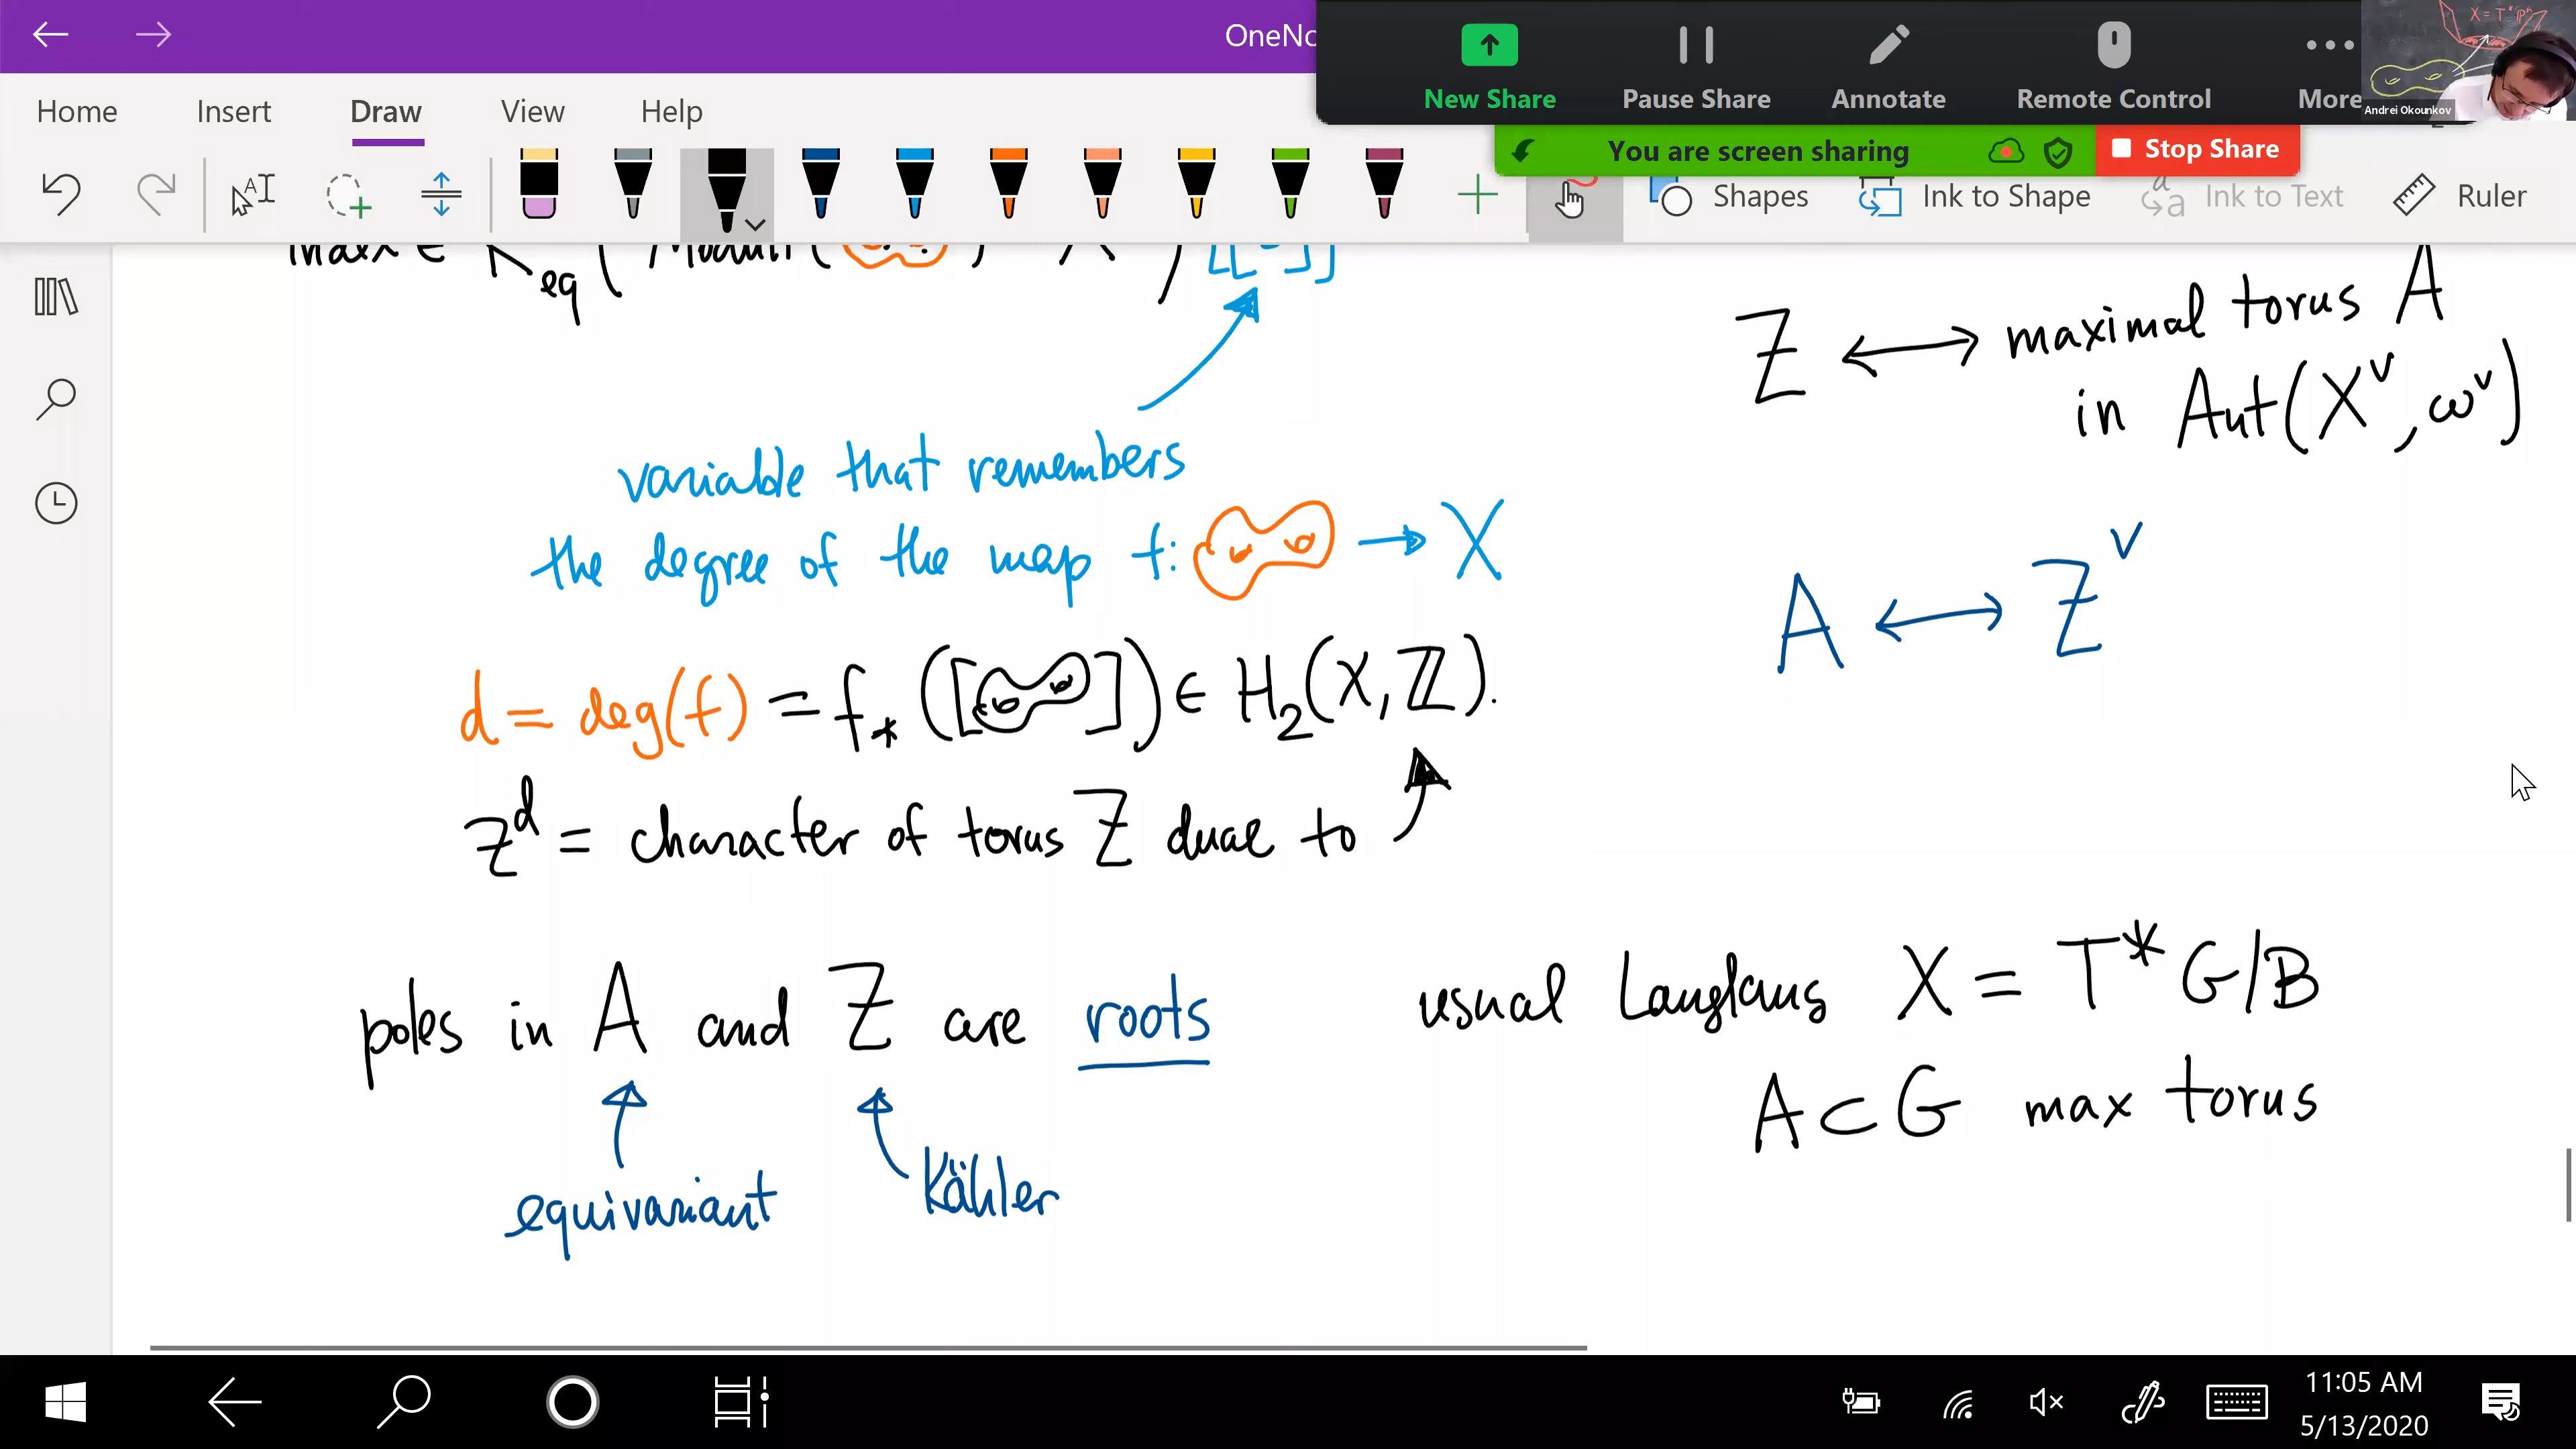 OneNo
New Share
Pause Share
Annotate
Remote Control
More
Andrei Okounkov
You are screen sharing
Stop Share
Home
Insert
Draw
View
Help
Shapes
Ink to Shape
Ink to Text
Ruler
K_eq
variable that remembers
the degree of the map f: → X
d = deg(f) = f_* ([ ]) ∈ H_2(X, ℤ).
z^d = character of torus Z dual to
poles in A and Z are roots
equivariant
Kähler
Z ↔ maximal torus A
in Aut(X^∨, ω^∨)
A ↔ Z^∨
usual Langlands X = T* G/B
A ⊂ G max torus
11:05 AM
5/13/2020